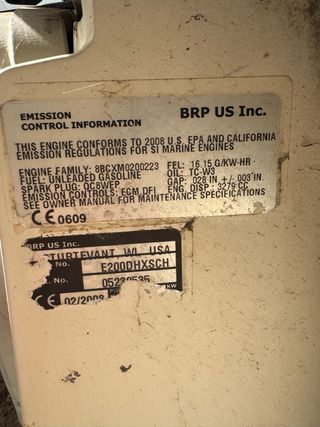 EMISSION
CONTROL INFORMATION
BRP US Inc.
THIS ENGINE CONFORMS TO 2008 U.S. EPA AND CALIFORNIA
EMISSION REGULATIONS FOR SI MARINE ENGINES
ENGINE FAMILY: 8BCXM0200223 FEL: 16.15 G/KW-HR
FUEL: UNLEADED GASOLINE OIL: TC-W3
SPARK PLUG: QC8WEP GAP: .028 IN +/- .003 IN.
EMISSION CONTROLS: ECM,DFI ENG. DISP.: 3279 CC
SEE OWNER MANUAL FOR MAINTENANCE SPECIFICATIONS
CE 0609
BRP US Inc.
STURTEVANT, WI, USA
No. E200DHXSCH
No.
CE 02/2008 KW